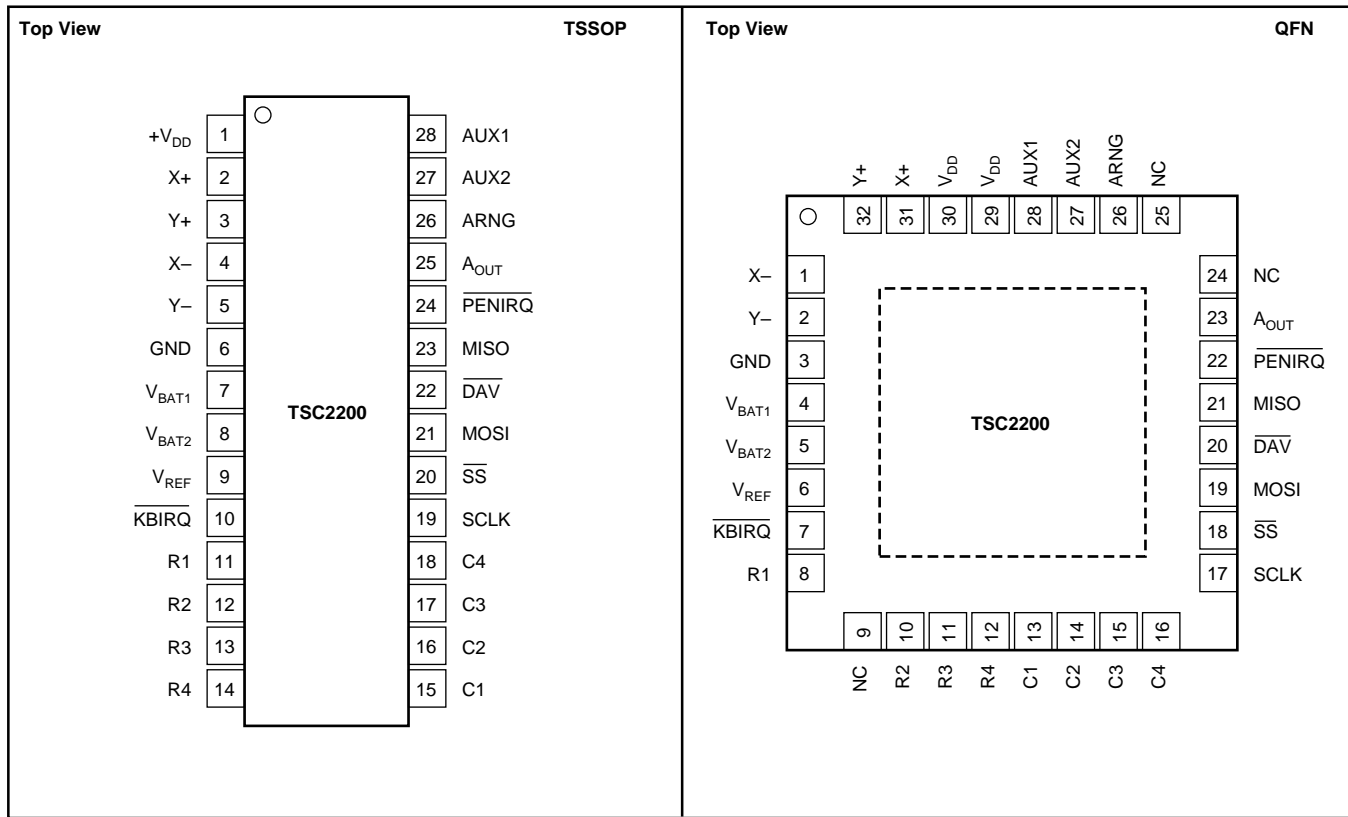 Top View TSSOP
+VDD 1 28 AUX1
X+ 2 27 AUX2
Y+ 3 26 ARNG
X– 4 25 AOUT
Y– 5 24 PENIRQ
GND 6 23 MISO
VBAT1 7 22 DAV
VBAT2 8 21 MOSI
VREF 9 20 SS
KBIRQ 10 19 SCLK
R1 11 18 C4
R2 12 17 C3
R3 13 16 C2
R4 14 15 C1
TSC2200
Top View QFN
Y+ X+ VDD VDD AUX1 AUX2 ARNG NC
32 31 30 29 28 27 26 25
X– 1 24 NC
Y– 2 23 AOUT
GND 3 22 PENIRQ
VBAT1 4 21 MISO
VBAT2 5 20 DAV
VREF 6 19 MOSI
KBIRQ 7 18 SS
R1 8 17 SCLK
TSC2200
9 10 11 12 13 14 15 16
NC R2 R3 R4 C1 C2 C3 C4